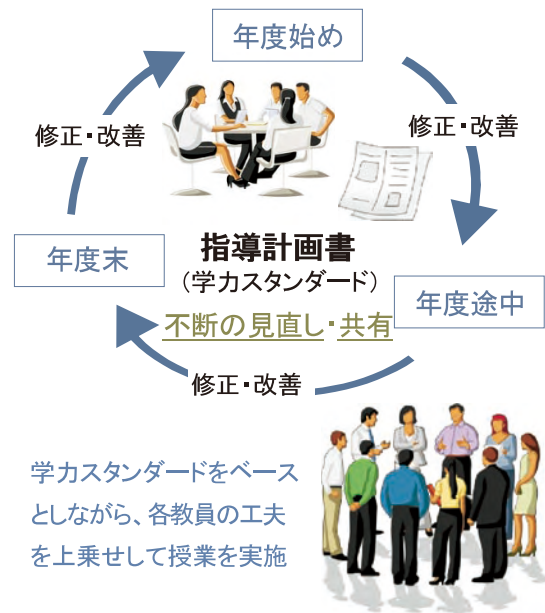 年度始め
修正・改善
修正・改善
指導計画書
(学力スタンダード)
年度末
年度途中
不断の見直し・共有
修正・改善
学力スタンダードをベース
としながら、各教員の工夫
を上乗せして授業を実施